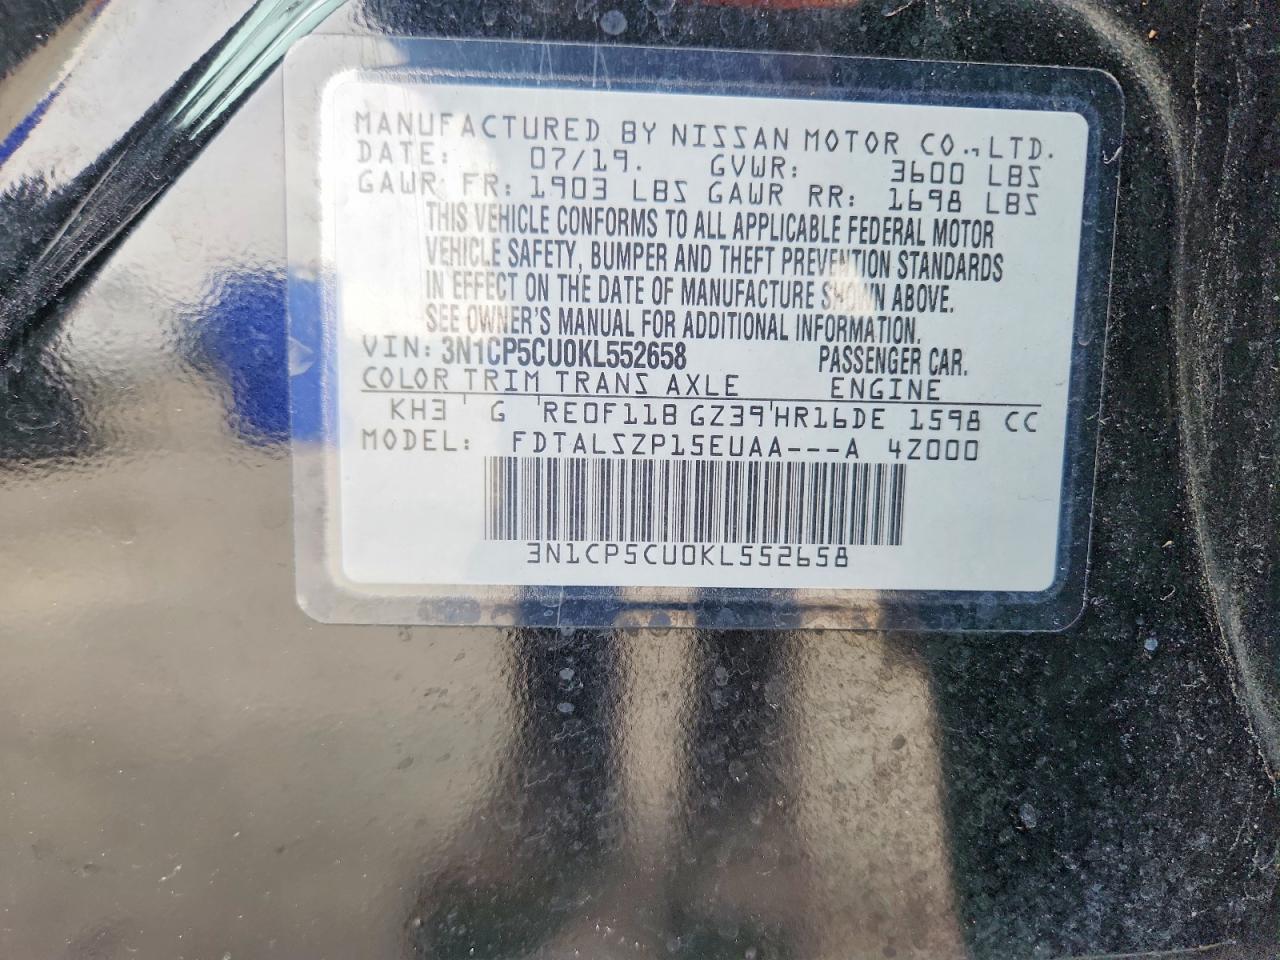 MANUFACTURED BY NISSAN MOTOR CO., LTD.
DATE: 07/19. GVWR: 3600 LBS
GAWR FR: 1903 LBS GAWR RR: 1698 LBS
THIS VEHICLE CONFORMS TO ALL APPLICABLE FEDERAL MOTOR
VEHICLE SAFETY, BUMPER AND THEFT PREVENTION STANDARDS
IN EFFECT ON THE DATE OF MANUFACTURE SHOWN ABOVE.
SEE OWNER'S MANUAL FOR ADDITIONAL INFORMATION.
VIN: 3N1CP5CU0KL552658 PASSENGER CAR.
COLOR TRIM TRANS AXLE ENGINE
KH3 ' G ' RE0F11B GZ39'HR16DE 1598 CC
MODEL: FDTALSZP15EUAA---A 4Z000
3N1CP5CU0KL552658